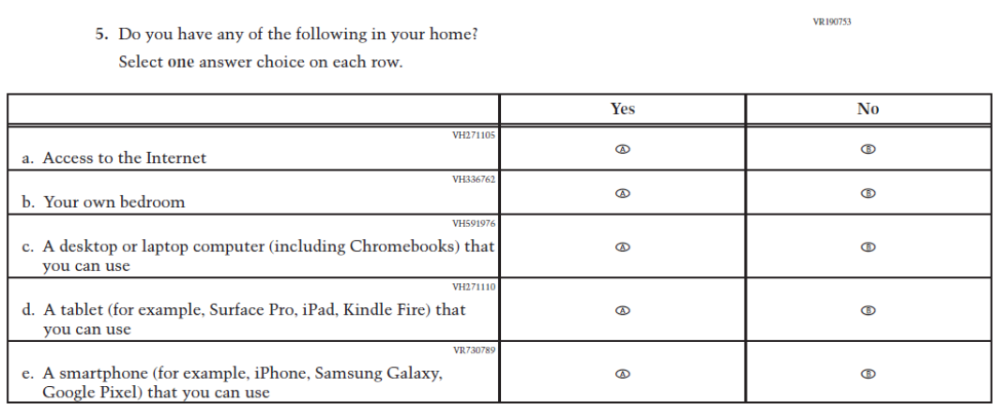 VR190753
5. Do you have any of the following in your home?
Select one answer choice on each row.
Yes No
VH271105
a. Access to the Internet Ⓐ Ⓑ
VH336762
b. Your own bedroom Ⓐ Ⓑ
VH591976
c. A desktop or laptop computer (including Chromebooks) that Ⓐ Ⓑ
you can use
VH271110
d. A tablet (for example, Surface Pro, iPad, Kindle Fire) that Ⓐ Ⓑ
you can use
VR730789
e. A smartphone (for example, iPhone, Samsung Galaxy, Ⓐ Ⓑ
Google Pixel) that you can use